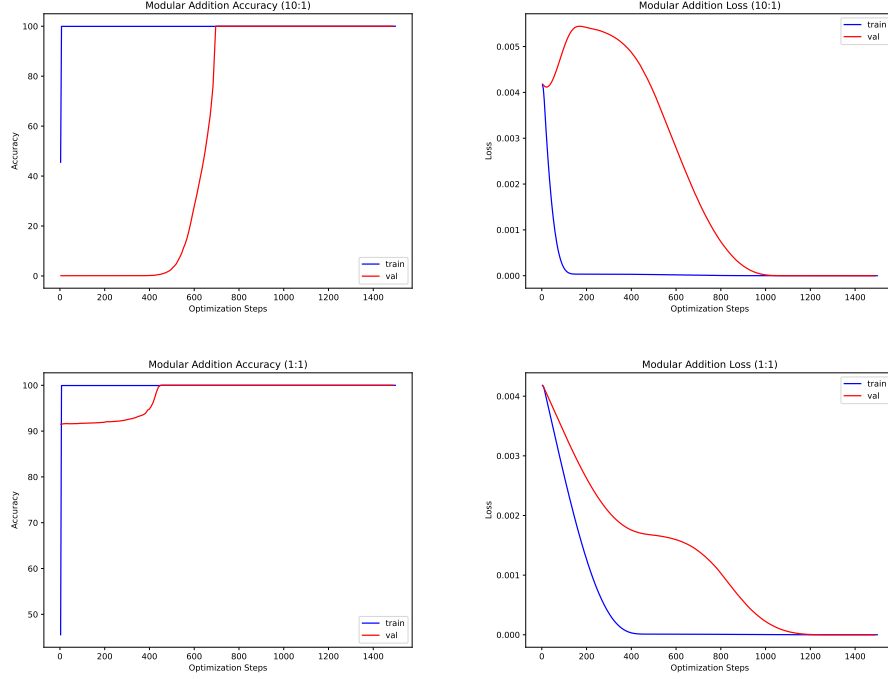 Modular Addition Accuracy (10:1)
100
80
60
40
20
0
Accuracy
0 200 400 600 800 1000 1200 1400
Optimization Steps
train
val
Modular Addition Loss (10:1)
0.005
0.004
0.003
0.002
0.001
0.000
Loss
0 200 400 600 800 1000 1200 1400
Optimization Steps
train
val
Modular Addition Accuracy (1:1)
100
90
80
70
60
50
Accuracy
0 200 400 600 800 1000 1200 1400
Optimization Steps
train
val
Modular Addition Loss (1:1)
0.004
0.003
0.002
0.001
0.000
Loss
0 200 400 600 800 1000 1200 1400
Optimization Steps
train
val